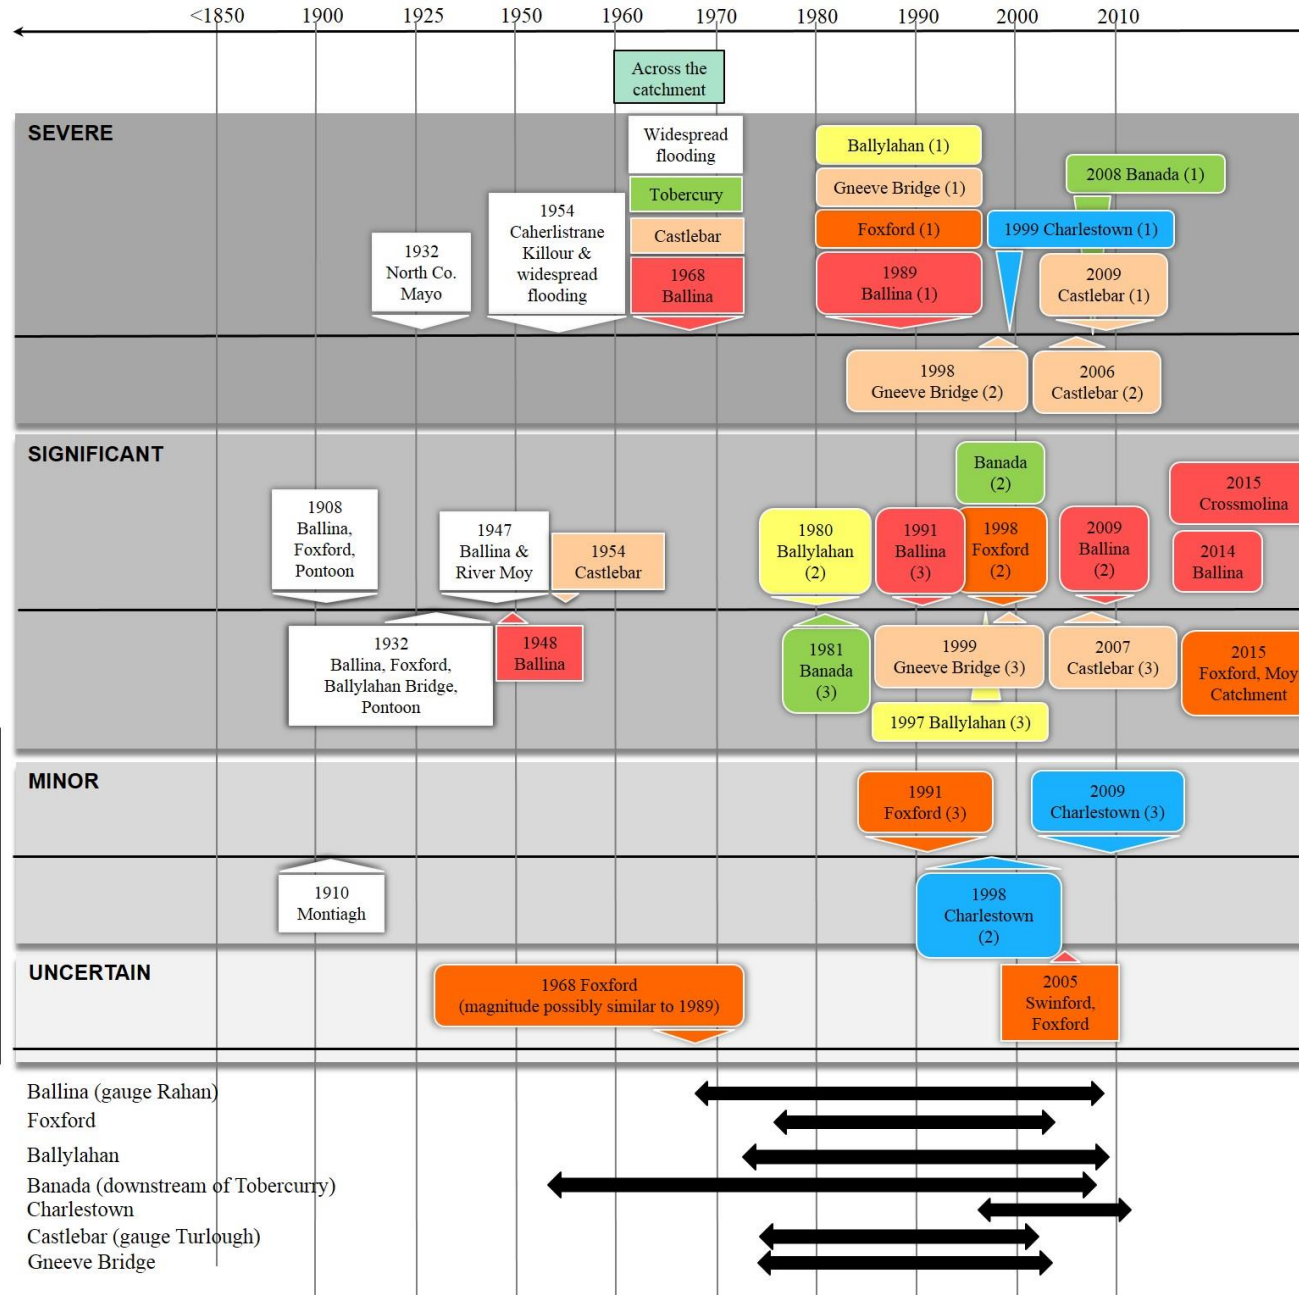 <1850 1900 1925 1950 1960 1970 1980 1990 2000 2010
Across the
catchment
SEVERE
1932
North Co.
Mayo
1954
Caherlistrane
Killour &
widespread
flooding
Widespread
flooding
Tobercury
Castlebar
1968
Ballina
Ballylahan (1)
Gneeve Bridge (1)
Foxford (1)
1989
Ballina (1)
2008 Banada (1)
1999 Charlestown (1)
2009
Castlebar (1)
1998
Gneeve Bridge (2)
2006
Castlebar (2)
SIGNIFICANT
1908
Ballina,
Foxford,
Pontoon
1947
Ballina &
River Moy
1954
Castlebar
1932
Ballina, Foxford,
Ballylahan Bridge,
Pontoon
1948
Ballina
1980
Ballylahan
(2)
1991
Ballina
(3)
Banada
(2)
1998
Foxford
(2)
2009
Ballina
(2)
2015
Crossmolina
2014
Ballina
1981
Banada
(3)
1999
Gneeve Bridge (3)
1997 Ballylahan (3)
2007
Castlebar (3)
2015
Foxford, Moy
Catchment
MINOR
1991
Foxford (3)
2009
Charlestown (3)
1910
Montiagh
1998
Charlestown
(2)
UNCERTAIN
1968 Foxford
(magnitude possibly similar to 1989)
2005
Swinford,
Foxford
Ballina (gauge Rahan)
Foxford
Ballylahan
Banada (downstream of Tobercurry)
Charlestown
Castlebar (gauge Turlough)
Gneeve Bridge